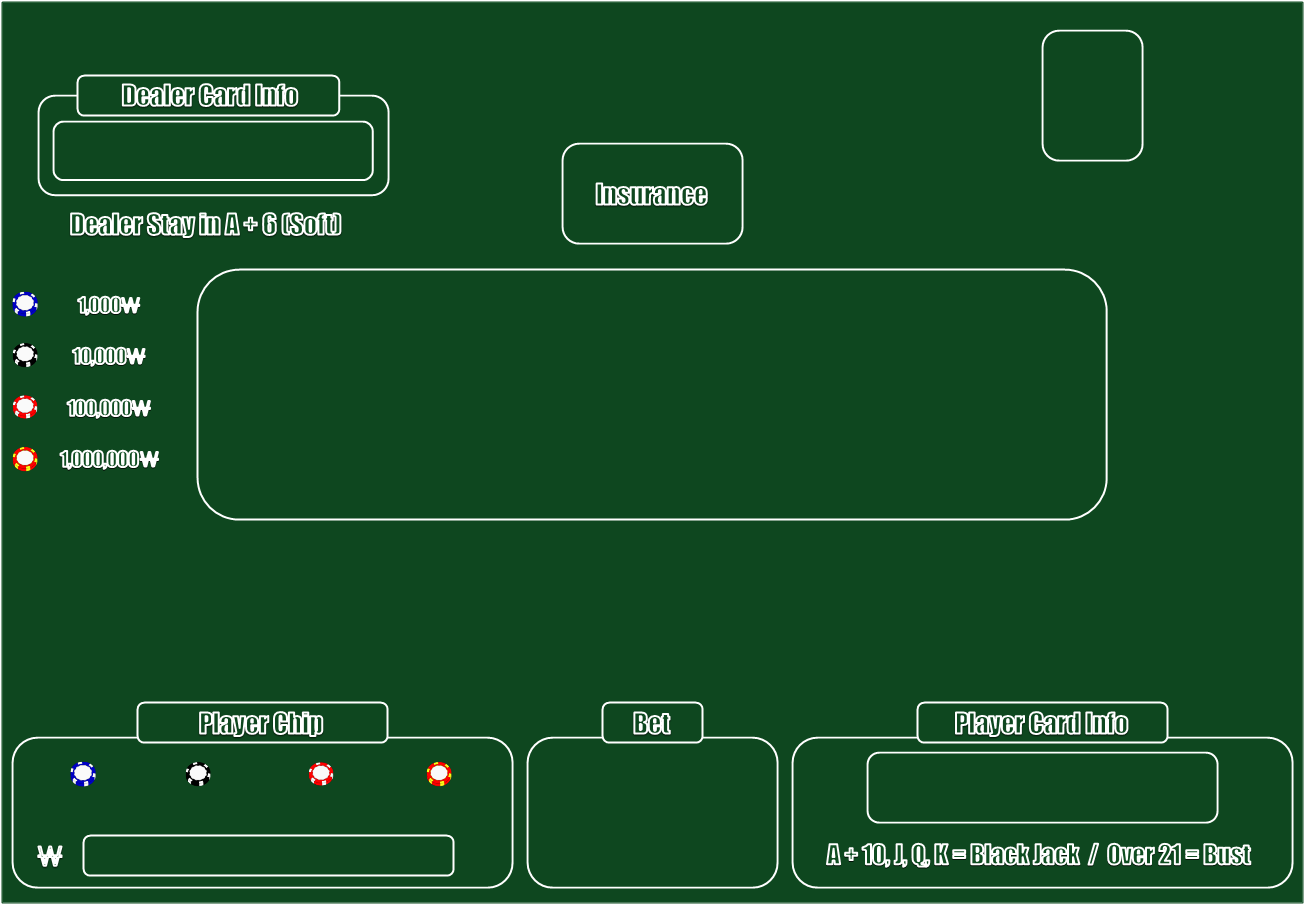 Dealer Card Info
Dealer Stay in A + 6 (Soft)
Insurance
1,000₩
10,000₩
100,000₩
1,000,000₩
Player Chip
₩
Bet
Player Card Info
A + 10, J, Q, K = Black Jack / Over 21 = Bust